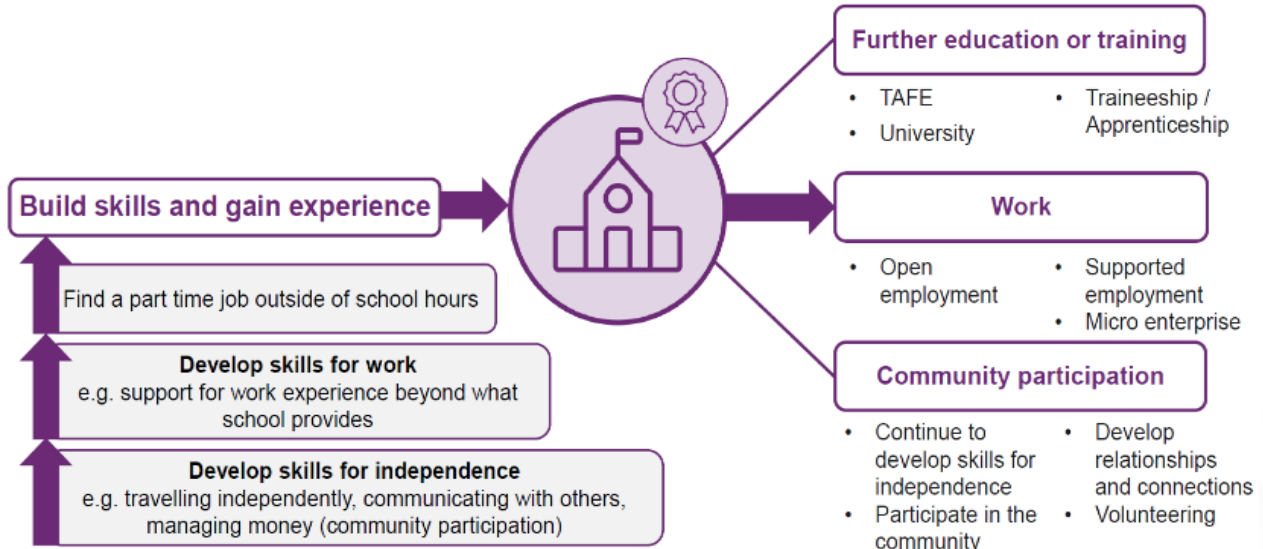 Build skills and gain experience
Find a part time job outside of school hours
Develop skills for work
e.g. support for work experience beyond what
school provides
Develop skills for independence
e.g. travelling independently, communicating with others,
managing money (community participation)
Further education or training
• TAFE
• University
• Traineeship /
Apprenticeship
Work
• Open
employment
• Supported
employment
• Micro enterprise
Community participation
• Continue to
develop skills for
independence
• Participate in the
community
• Develop
relationships
and connections
• Volunteering